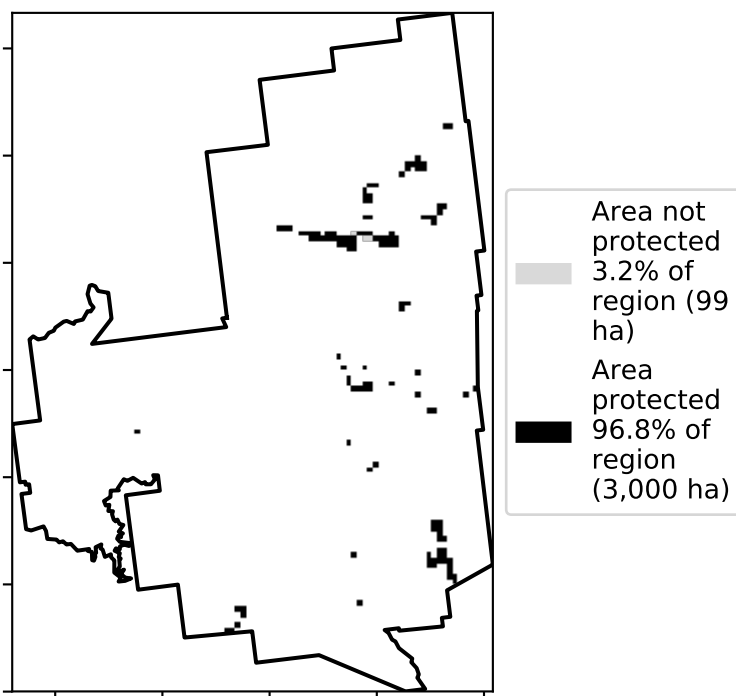 Area not
protected
3.2% of
region (99
ha)
Area
protected
96.8% of
region
(3,000 ha)